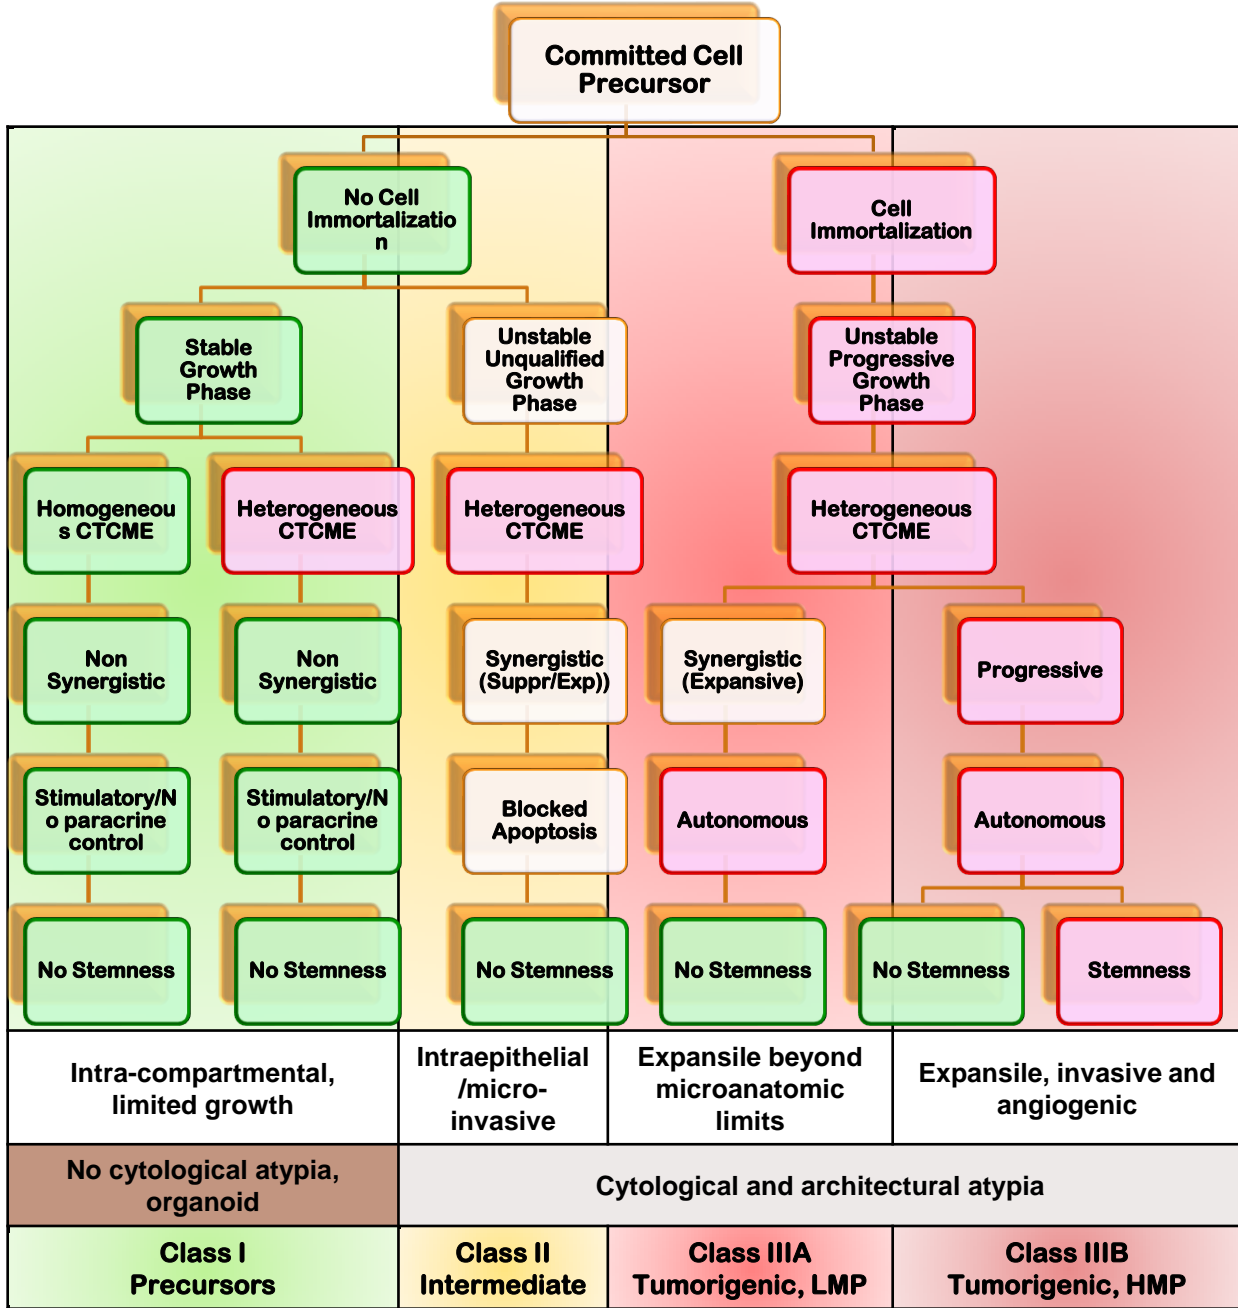 Committed Cell
Precursor
No Cell
Immortalizatio
n
Cell
Immortalization
Stable
Growth
Phase
Unstable
Unqualified
Growth
Phase
Unstable
Progressive
Growth
Phase
Homogeneou
s CTCME
Heterogeneous
CTCME
Heterogeneous
CTCME
Heterogeneous
CTCME
Non
Synergistic
Non
Synergistic
Synergistic
(Suppr/Exp))
Synergistic
(Expansive)
Progressive
Stimulatory/N
o paracrine
control
Stimulatory/N
o paracrine
control
Blocked
Apoptosis
Autonomous
Autonomous
No Stemness
No Stemness
No Stemness
No Stemness
No Stemness
Stemness
Intra-compartmental,
limited growth
Intraepithelial
/micro-
invasive
Expansile beyond
microanatomic
limits
Expansile, invasive and
angiogenic
No cytological atypia,
organoid
Cytological and architectural atypia
Class I
Precursors
Class II
Intermediate
Class IIIA
Tumorigenic, LMP
Class IIIB
Tumorigenic, HMP